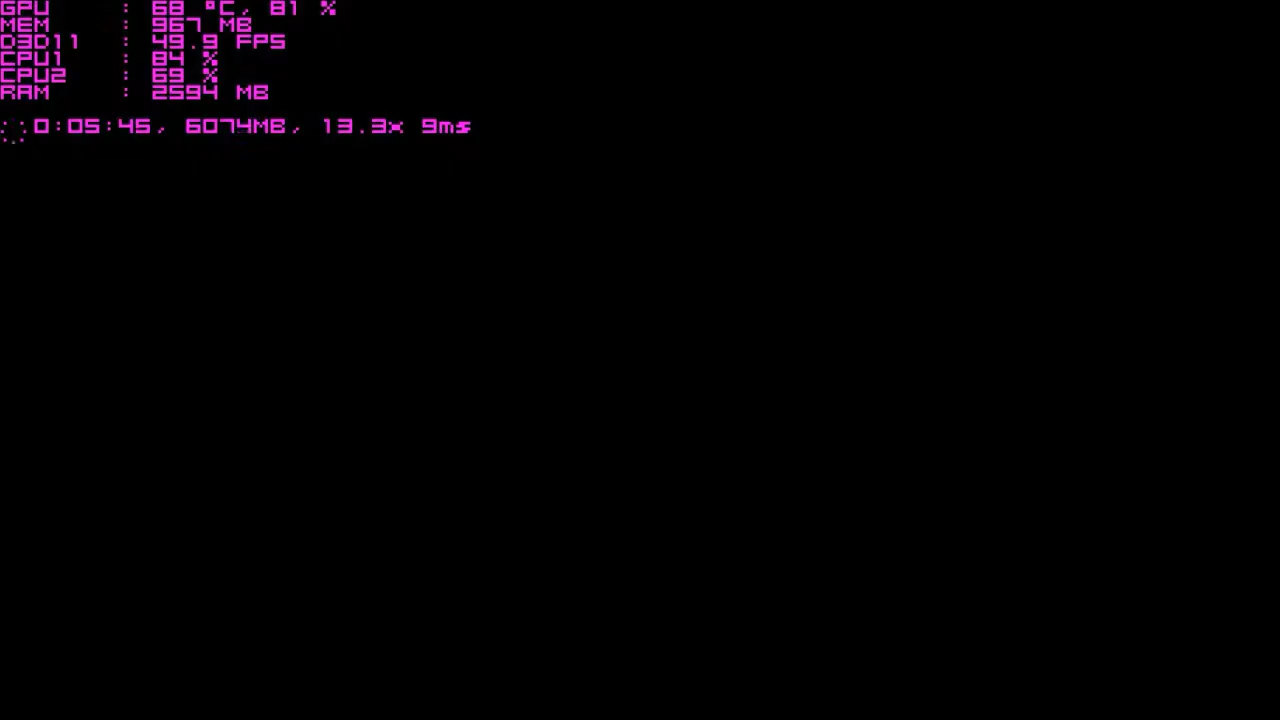 GPU : 68 °C, 81 %
MEM : 967 MB
D3D11 : 49.9 FPS
CPU1 : 84 %
CPU2 : 69 %
RAM : 2594 MB
0:05:45, 6074MB, 13.3x 9ms